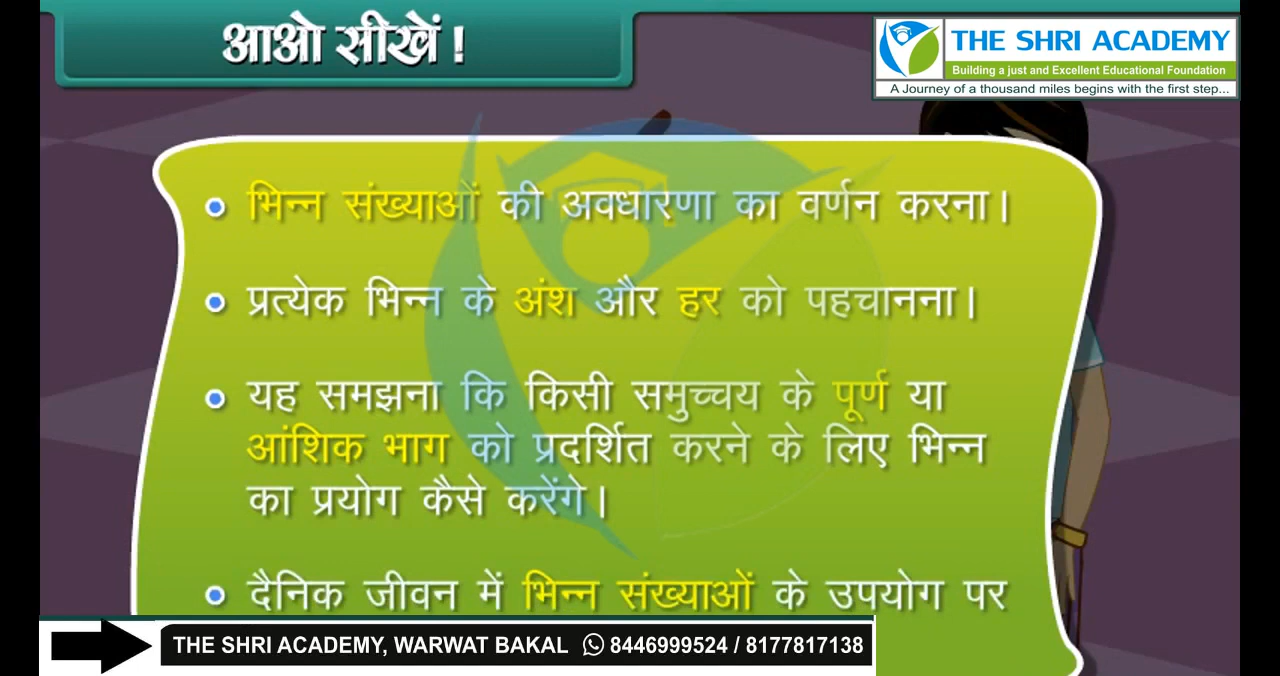 आओ सीखें!
THE SHRI ACADEMY
Building a just and Excellent Educational Foundation
A Journey of a thousand miles begins with the first step...
भिन्न संख्याओं की अवधारणा का वर्णन करना।
प्रत्येक भिन्न के अंश और हर को पहचानना।
यह समझना कि किसी समुच्चय के पूर्ण या
आंशिक भाग को प्रदर्शित करने के लिए भिन्न
का प्रयोग कैसे करेंगे।
दैनिक जीवन में भिन्न संख्याओं के उपयोग पर
THE SHRI ACADEMY, WARWAT BAKAL 8446999524 / 8177817138